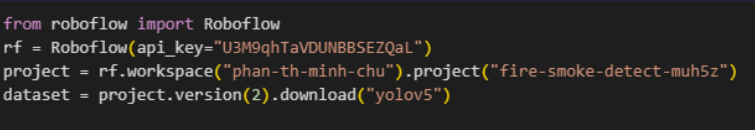 from roboflow import Roboflow
rf = Roboflow(api_key="U3M9qhTaVDUNBBSEZQaL")
project = rf.workspace("phan-th-minh-chu").project("fire-smoke-detect-muh5z")
dataset = project.version(2).download("yolov5")